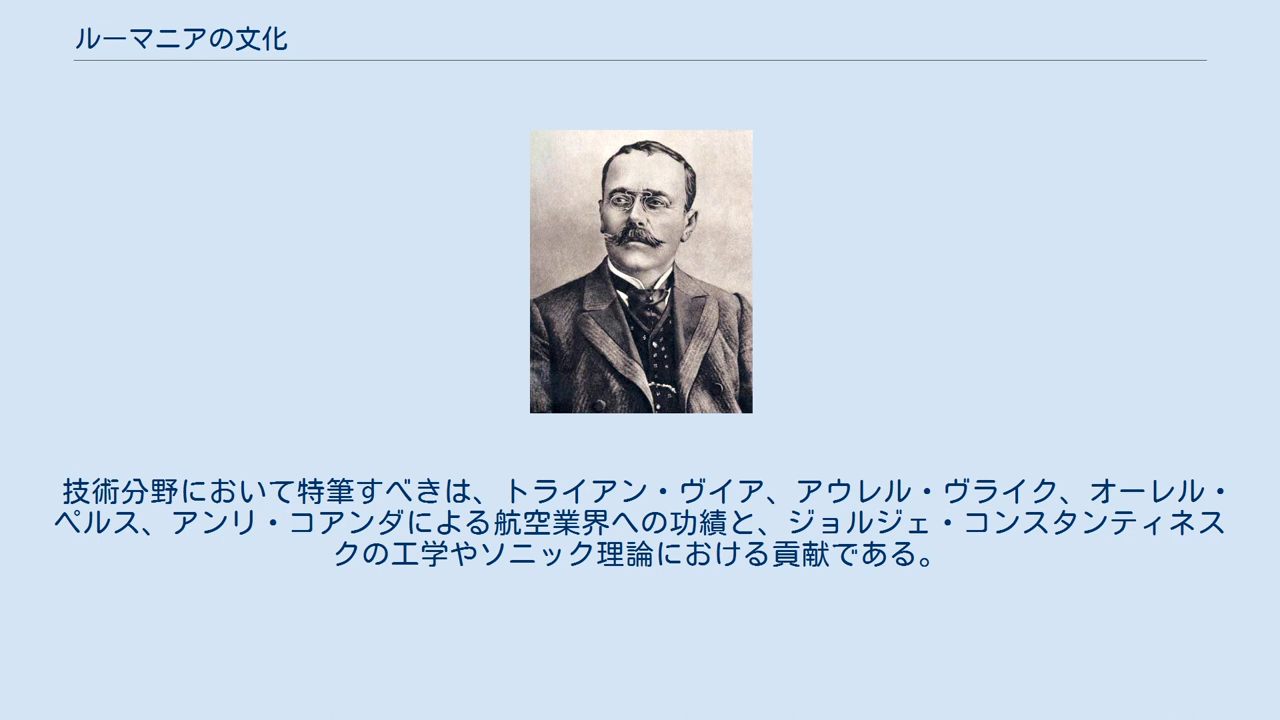 ルーマニアの文化
技術分野において特筆すべきは、トライアン・ヴイア、アウレル・ヴライク、オーレル・
ペルス、アンリ・コアンダによる航空業界への功績と、ジョルジェ・コンスタンティネス
クの工学やソニック理論における貢献である。